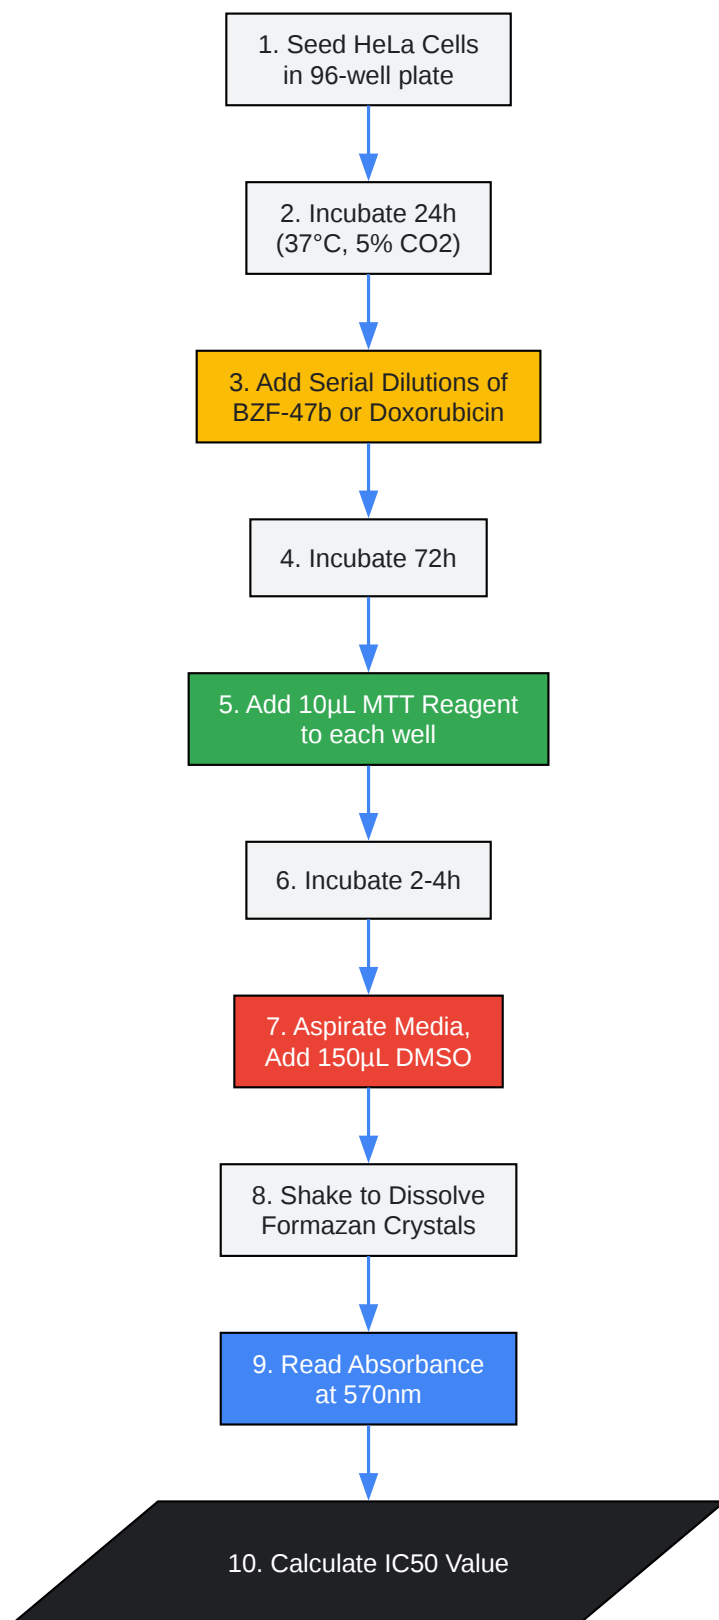 1. Seed HeLa Cells
in 96-well plate
2. Incubate 24h
(37°C, 5% CO2)
3. Add Serial Dilutions of
BZF-47b or Doxorubicin
4. Incubate 72h
5. Add 10µL MTT Reagent
to each well
6. Incubate 2-4h
7. Aspirate Media,
Add 150µL DMSO
8. Shake to Dissolve
Formazan Crystals
9. Read Absorbance
at 570nm
10. Calculate IC50 Value